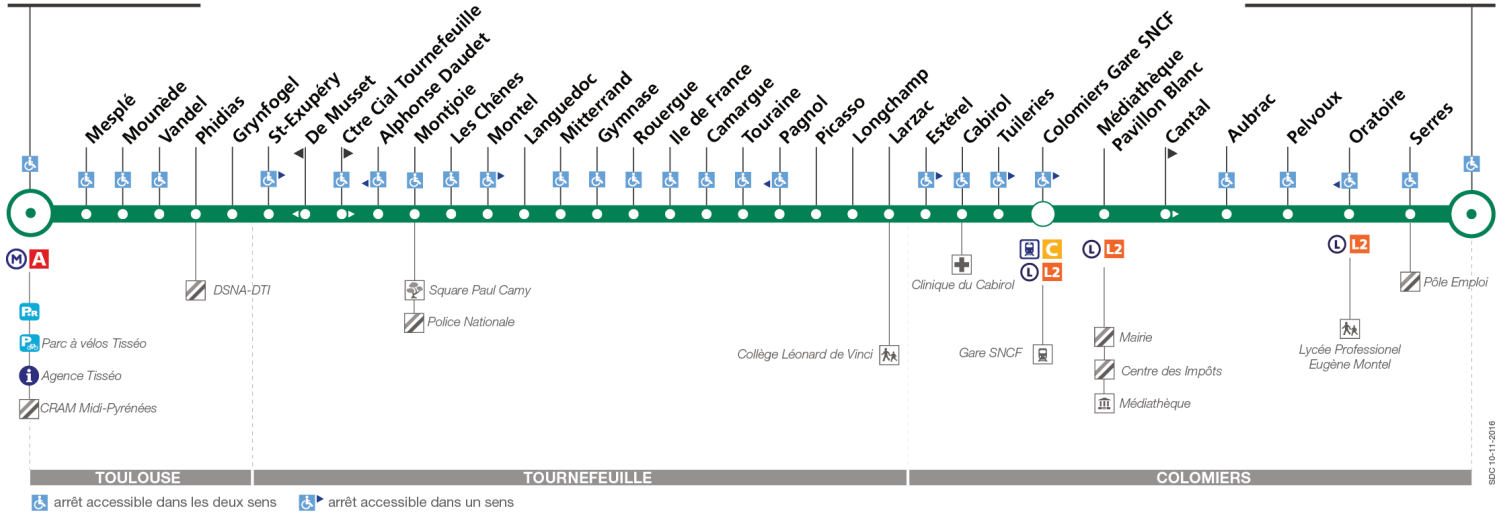 Mesplé
Mounède
Vandel
Phidias
Grynfogel
St-Exupéry
De Musset
Ctre Cial Tournefeuille
Alphonse Daudet
Montjoie
Les Chênes
Montel
Languedoc
Mitterrand
Gymnase
Rouergue
Ile de France
Camargue
Touraine
Pagnol
Picasso
Longchamp
Larzac
Estérel
Cabirol
Tuileries
Colomiers Gare SNCF
Médiathèque
Pavillon Blanc
Cantal
Aubrac
Pelvoux
Oratoire
Serres
M A
P+R
P
Parc à vélos Tisséo
i
Agence Tisséo
CRAM Midi-Pyrénées
DSNA-DTI
Square Paul Camy
Police Nationale
Collège Léonard de Vinci
Clinique du Cabirol
C
L L2
Gare SNCF
L L2
Mairie
Centre des Impôts
Médiathèque
L L2
Lycée Professionel
Eugène Montel
Pôle Emploi
SDC 10-11-2016
TOULOUSE
TOURNEFEUILLE
COLOMIERS
arrêt accessible dans les deux sens
arrêt accessible dans un sens